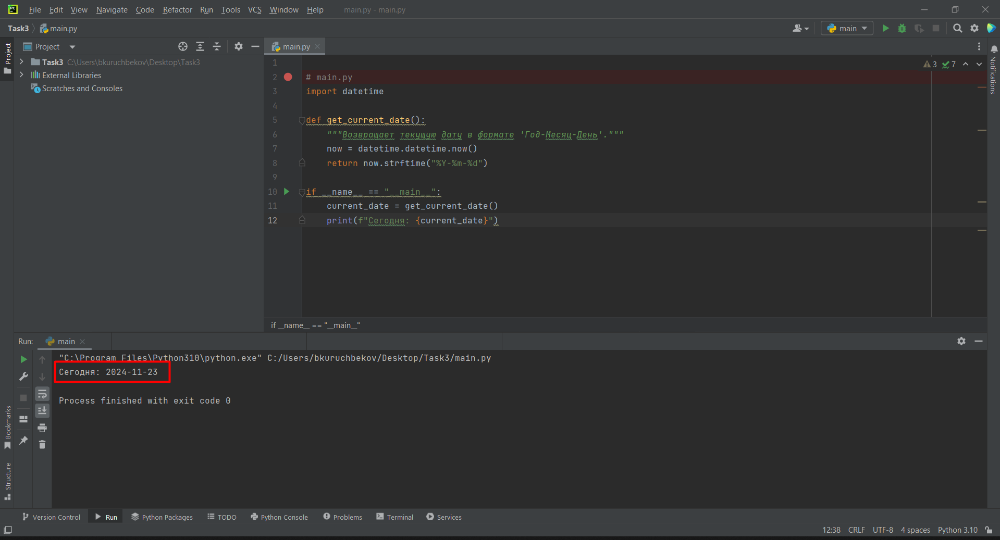 PC
File Edit View Navigate Code Refactor Run Tools VCS Window Help main.py - main.py
Task3 main.py
main
Project
Project
main.py
Task3 C:\Users\bkuruchbekov\Desktop\Task3
External Libraries
Scratches and Consoles
3 7
Notifications
1
2 # main.py
3 import datetime
4
5 def get_current_date():
6 """Возвращает текущую дату в формате 'Год-Месяц-День'."""
7 now = datetime.datetime.now()
8 return now.strftime("%Y-%m-%d")
9
10 if __name__ == "__main__":
11 current_date = get_current_date()
12 print(f"Сегодня: {current_date}")
if __name__ == "__main__"
Run: main
"C:\Program Files\Python310\python.exe" C:/Users/bkuruchbekov/Desktop/Task3/main.py
Сегодня: 2024-11-23
Process finished with exit code 0
Bookmarks
Structure
Version Control Run Python Packages TODO Python Console Problems Terminal Services
12:38 CRLF UTF-8 4 spaces Python 3.10